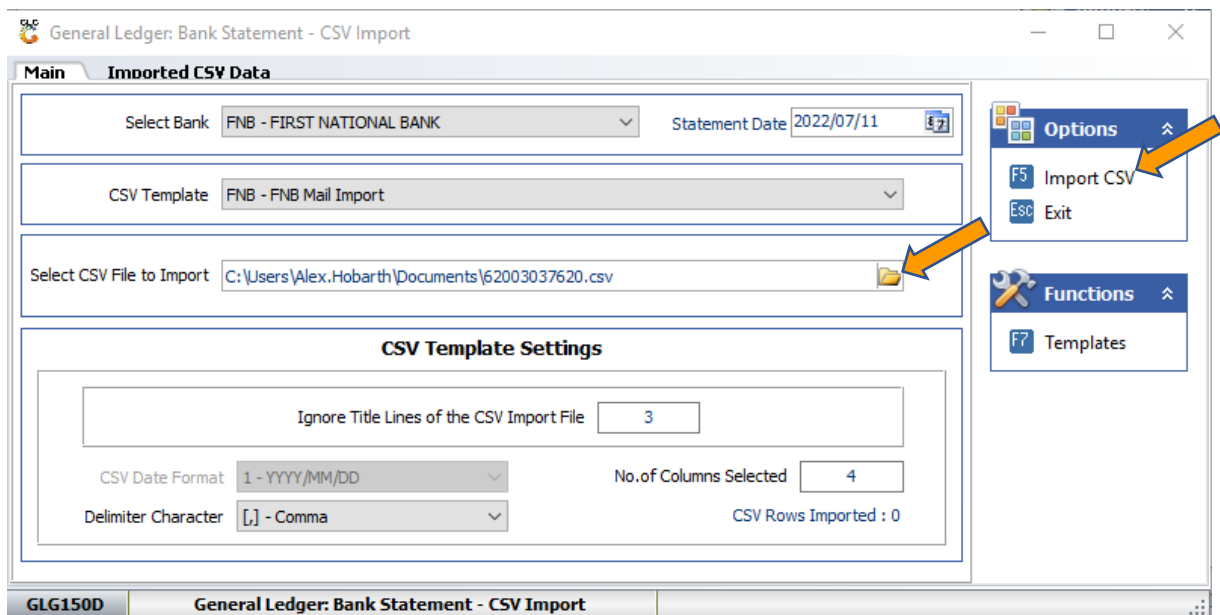 General Ledger: Bank Statement - CSV Import
Main Imported CSV Data
Select Bank FNB - FIRST NATIONAL BANK Statement Date 2022/07/11
CSV Template FNB - FNB Mail Import
Select CSV File to Import C:\Users\Alex.Hobarth\Documents\62003037620.csv
CSV Template Settings
Ignore Title Lines of the CSV Import File 3
CSV Date Format 1 - YYYY/MM/DD No.of Columns Selected 4
Delimiter Character [,] - Comma CSV Rows Imported : 0
Options
F5 Import CSV
Esc Exit
Functions
F7 Templates
GLG150D General Ledger: Bank Statement - CSV Import